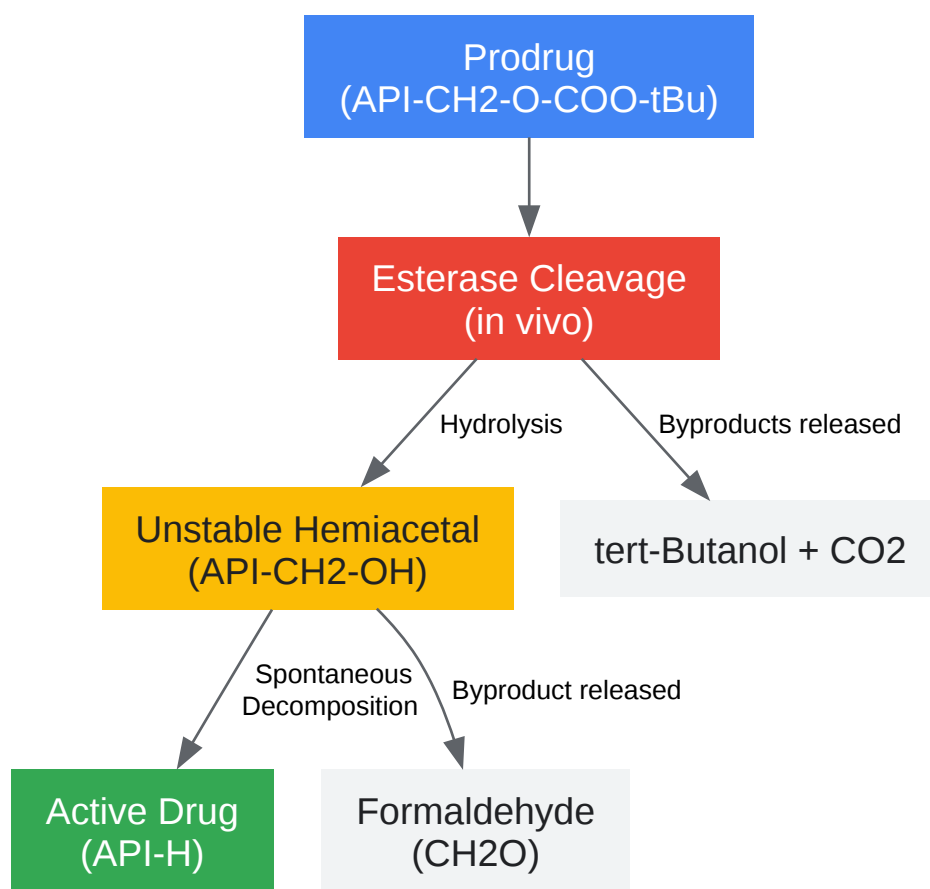 Prodrug
(API-CH2-O-COO-tBu)
Esterase Cleavage
(in vivo)
Hydrolysis
Byproducts released
Unstable Hemiacetal
(API-CH2-OH)
tert-Butanol + CO2
Spontaneous
Decomposition
Byproduct released
Active Drug
(API-H)
Formaldehyde
(CH2O)